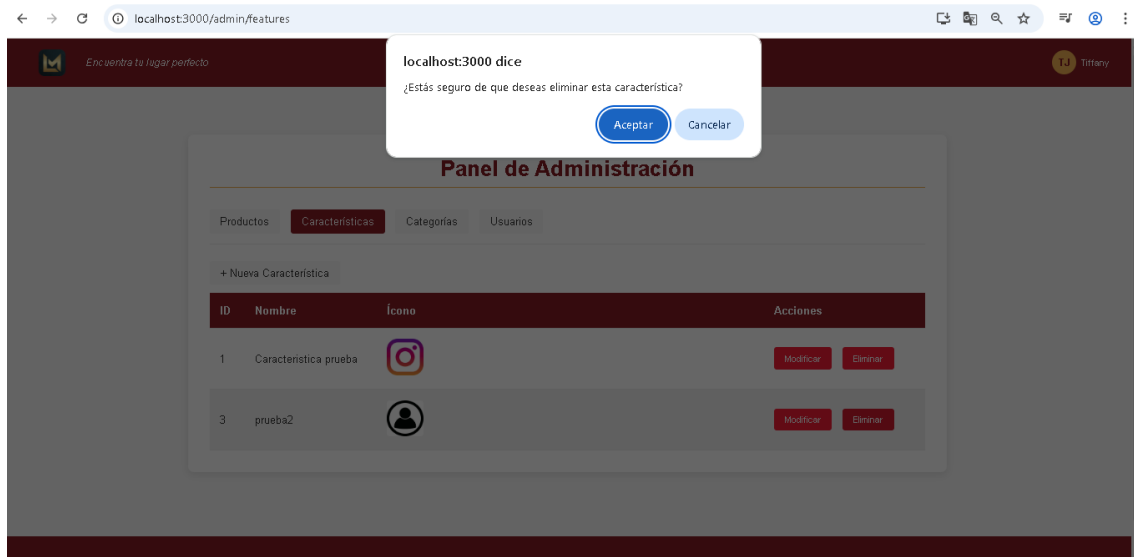 localhost:3000/admin/features
Encuentra tu lugar perfecto
TJ Tiffany
localhost:3000 dice
¿Estás seguro de que deseas eliminar esta característica?
Aceptar Cancelar
Panel de Administración
Productos Características Categorías Usuarios
+ Nueva Característica
ID Nombre Ícono Acciones
1 Caracteristica prueba Modificar Eliminar
3 prueba2 Modificar Eliminar